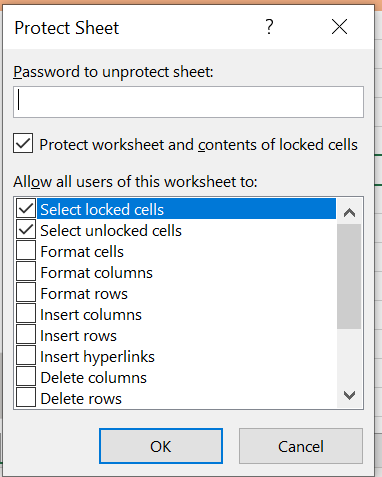 Protect Sheet
?
Password to unprotect sheet:
Protect worksheet and contents of locked cells
Allow all users of this worksheet to:
Select locked cells
Select unlocked cells
Format cells
Format columns
Format rows
Insert columns
Insert rows
Insert hyperlinks
Delete columns
Delete rows
OK Cancel